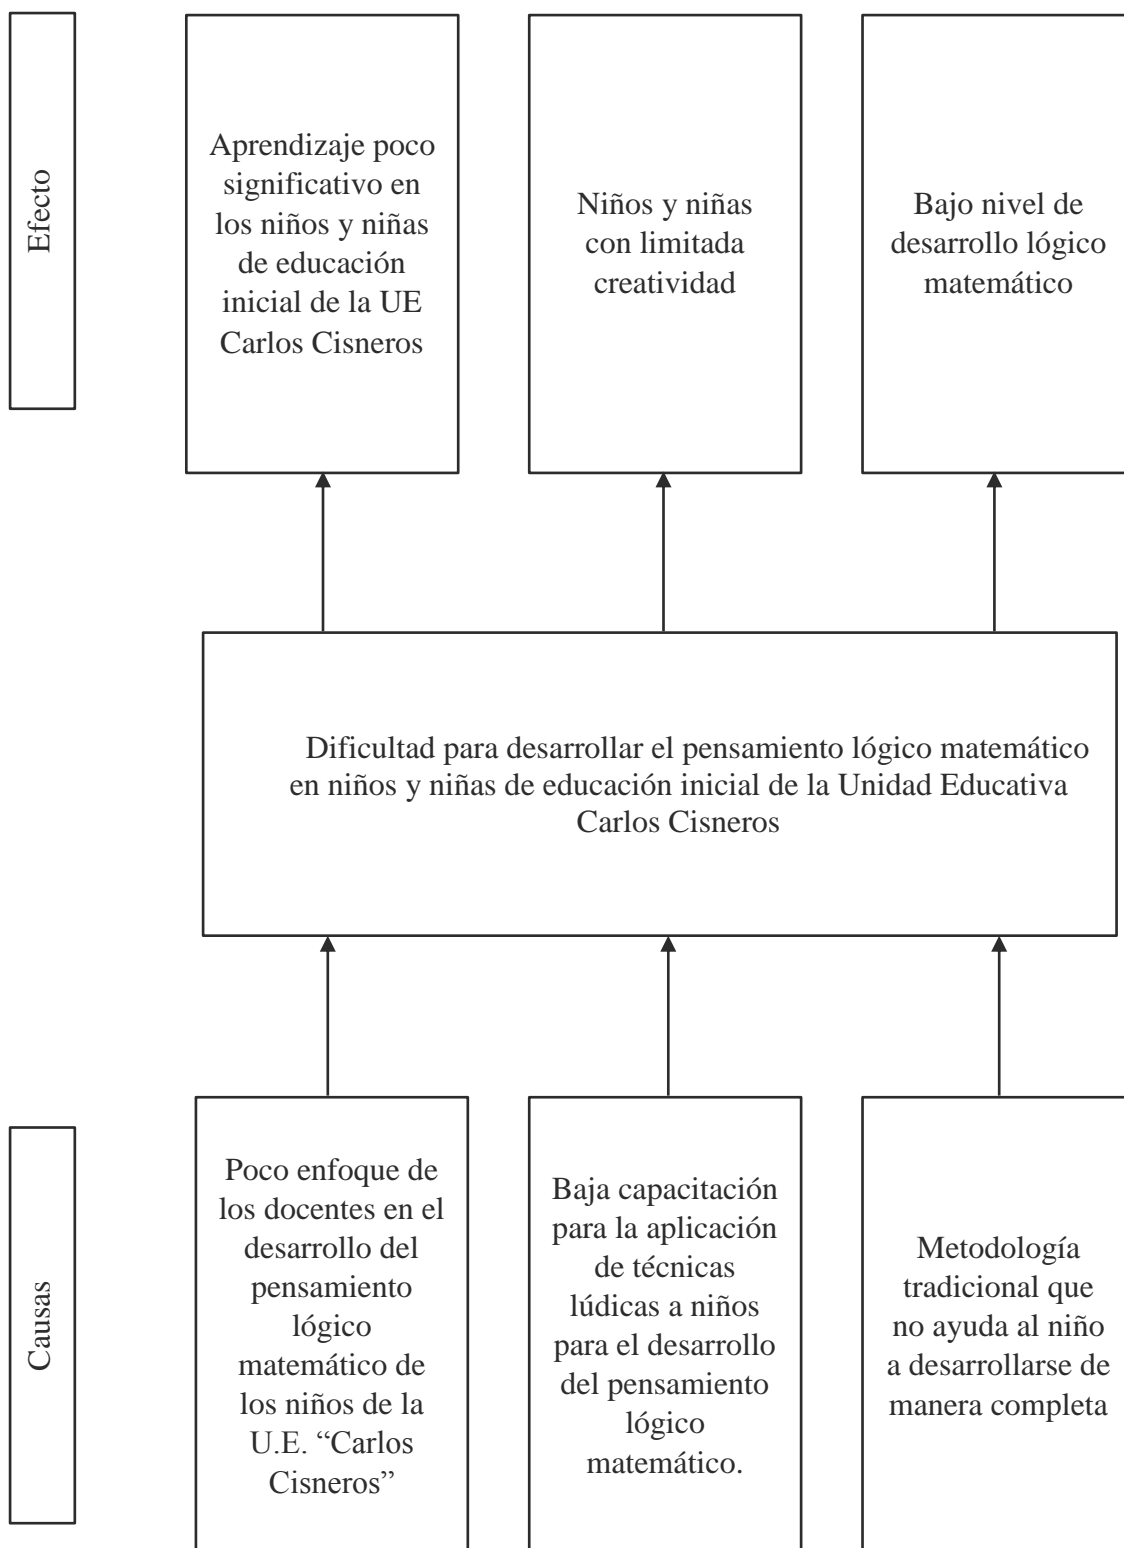 Efecto
Aprendizaje poco
significativo en
los niños y niñas
de educación
inicial de la UE
Carlos Cisneros
Niños y niñas
con limitada
creatividad
Bajo nivel de
desarrollo lógico
matemático
Dificultad para desarrollar el pensamiento lógico matemático
en niños y niñas de educación inicial de la Unidad Educativa
Carlos Cisneros
Causas
Poco enfoque de
los docentes en el
desarrollo del
pensamiento
lógico
matemático de
los niños de la
U.E. “Carlos
Cisneros”
Baja capacitación
para la aplicación
de técnicas
lúdicas a niños
para el desarrollo
del pensamiento
lógico
matemático.
Metodología
tradicional que
no ayuda al niño
a desarrollarse de
manera completa